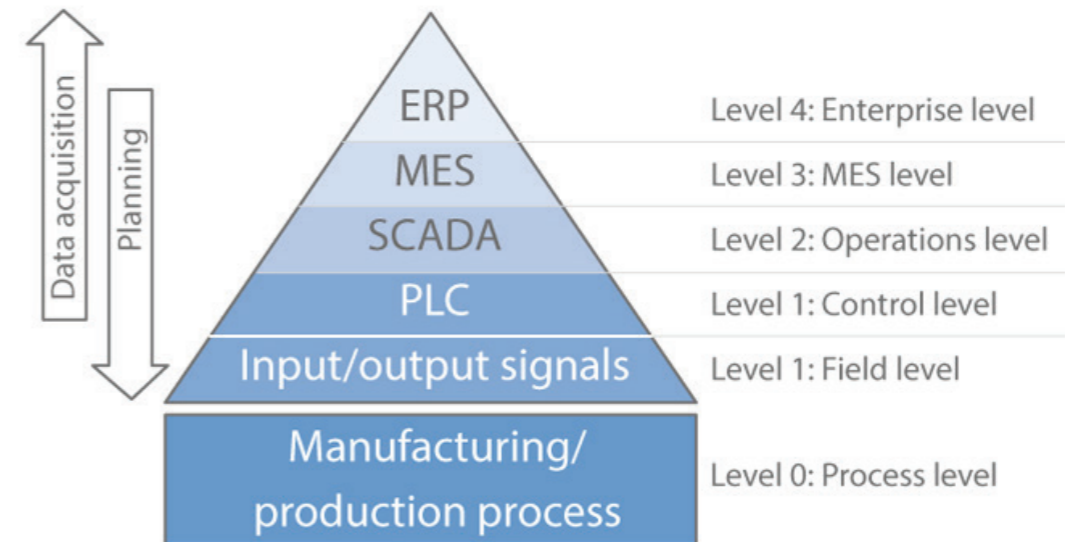 Data acquisition
Planning
ERP
Level 4: Enterprise level
MES
Level 3: MES level
SCADA
Level 2: Operations level
PLC
Level 1: Control level
Input/output signals
Level 1: Field level
Manufacturing/
production process
Level 0: Process level